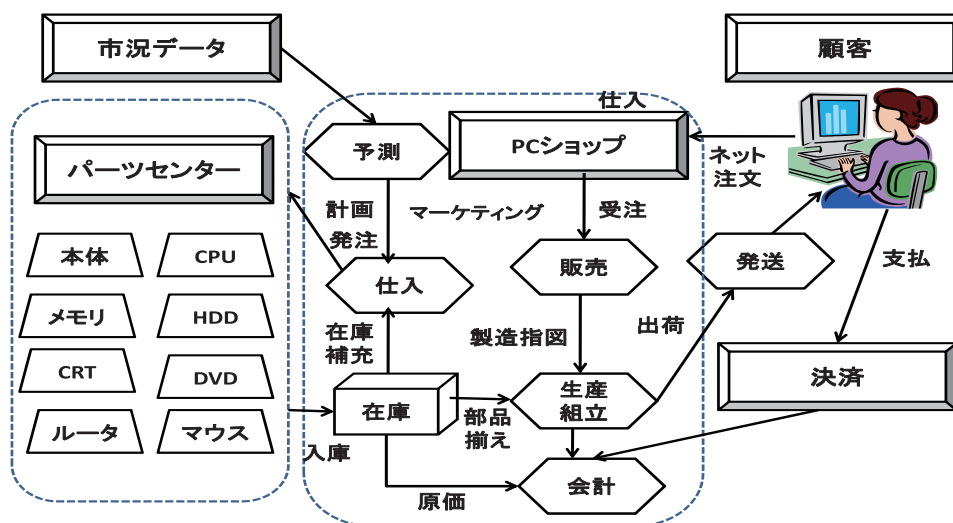 市況データ
顧客
仕入
予測
PCショップ
ネット
注文
パーツセンター
計画
マーケティング
受注
発注
本体
CPU
仕入
販売
発送
支払
メモリ
HDD
在庫
補充
製造指図
出荷
CRT
DVD
決済
在庫
部品
揃え
生産
組立
ルータ
マウス
入庫
原価
会計